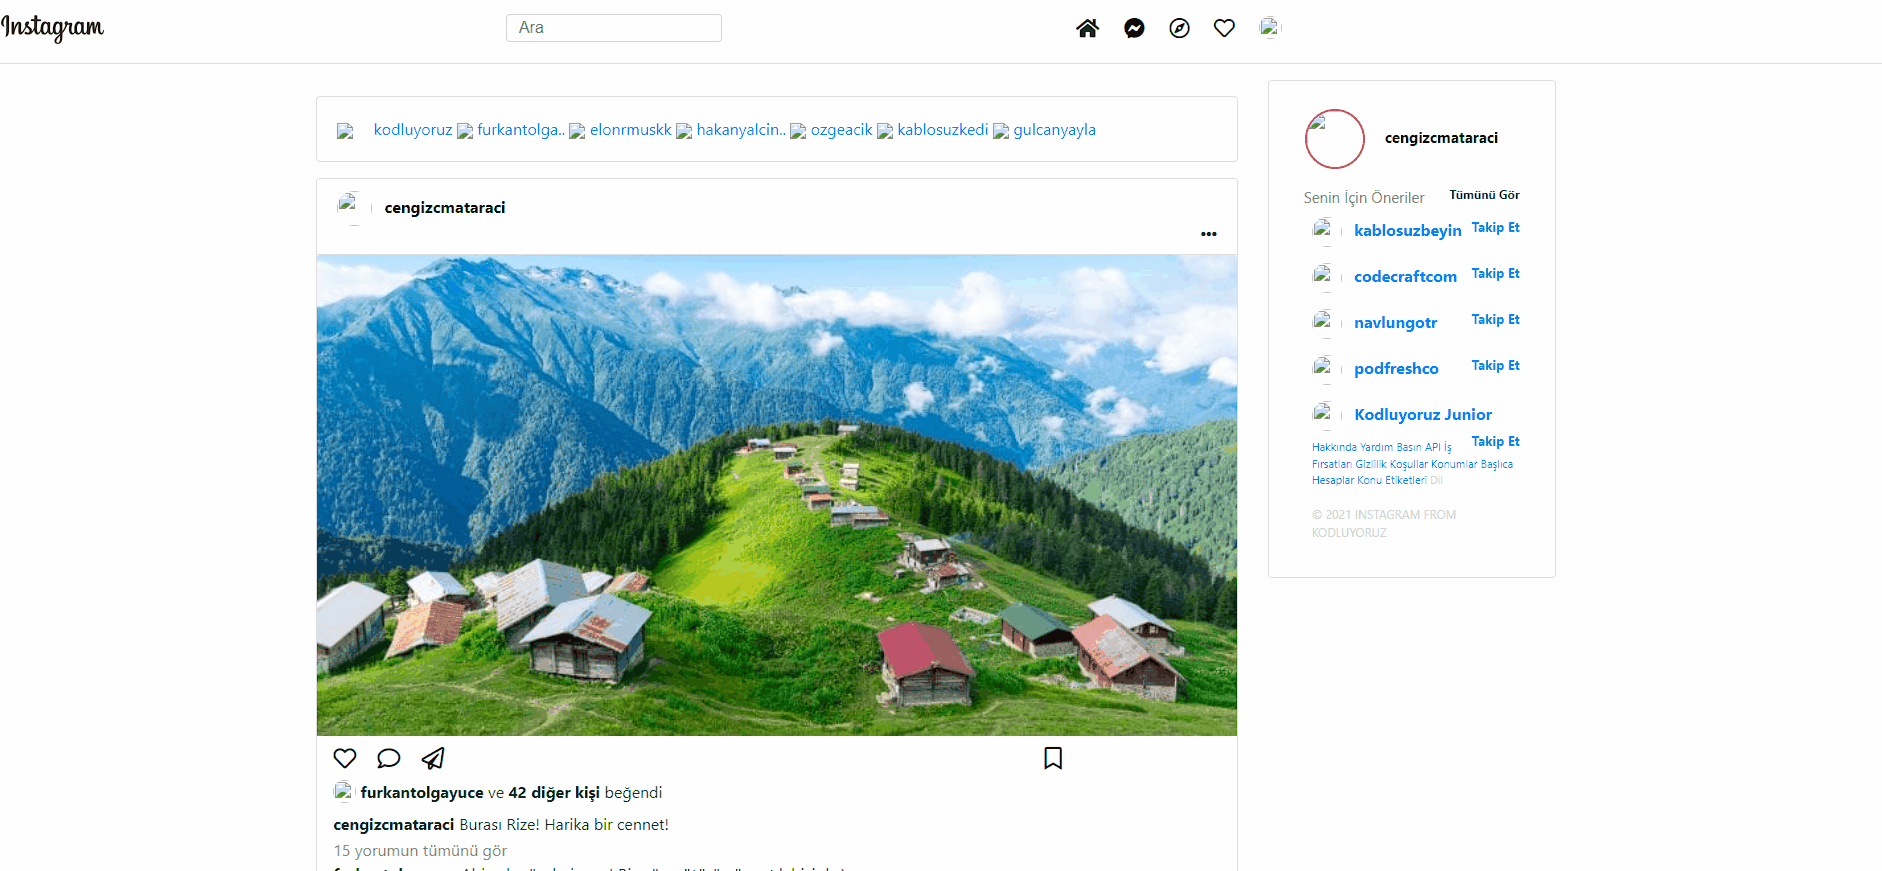 Instagram
Ara
kodluyoruz furkantolga.. elonrmuskk hakanyalcin.. ozgeacik kablosuzkedi gulcanyayla
cengizcmataraci
furkantolgayuce ve 42 diğer kişi beğendi
cengizcmataraci Burası Rize! Harika bir cennet!
15 yorumun tümünü gör
cengizcmataraci
Senin İçin Öneriler Tümünü Gör
kablosuzbeyin Takip Et
codecraftcom Takip Et
navlungotr Takip Et
podfreshco Takip Et
Kodluyoruz Junior
Takip Et
Hakkında Yardım Basın API İş
Fırsatları Gizlilik Koşullar Konumlar Başlıca
Hesaplar Konu Etiketleri Dil
© 2021 INSTAGRAM FROM
KODLUYORUZ